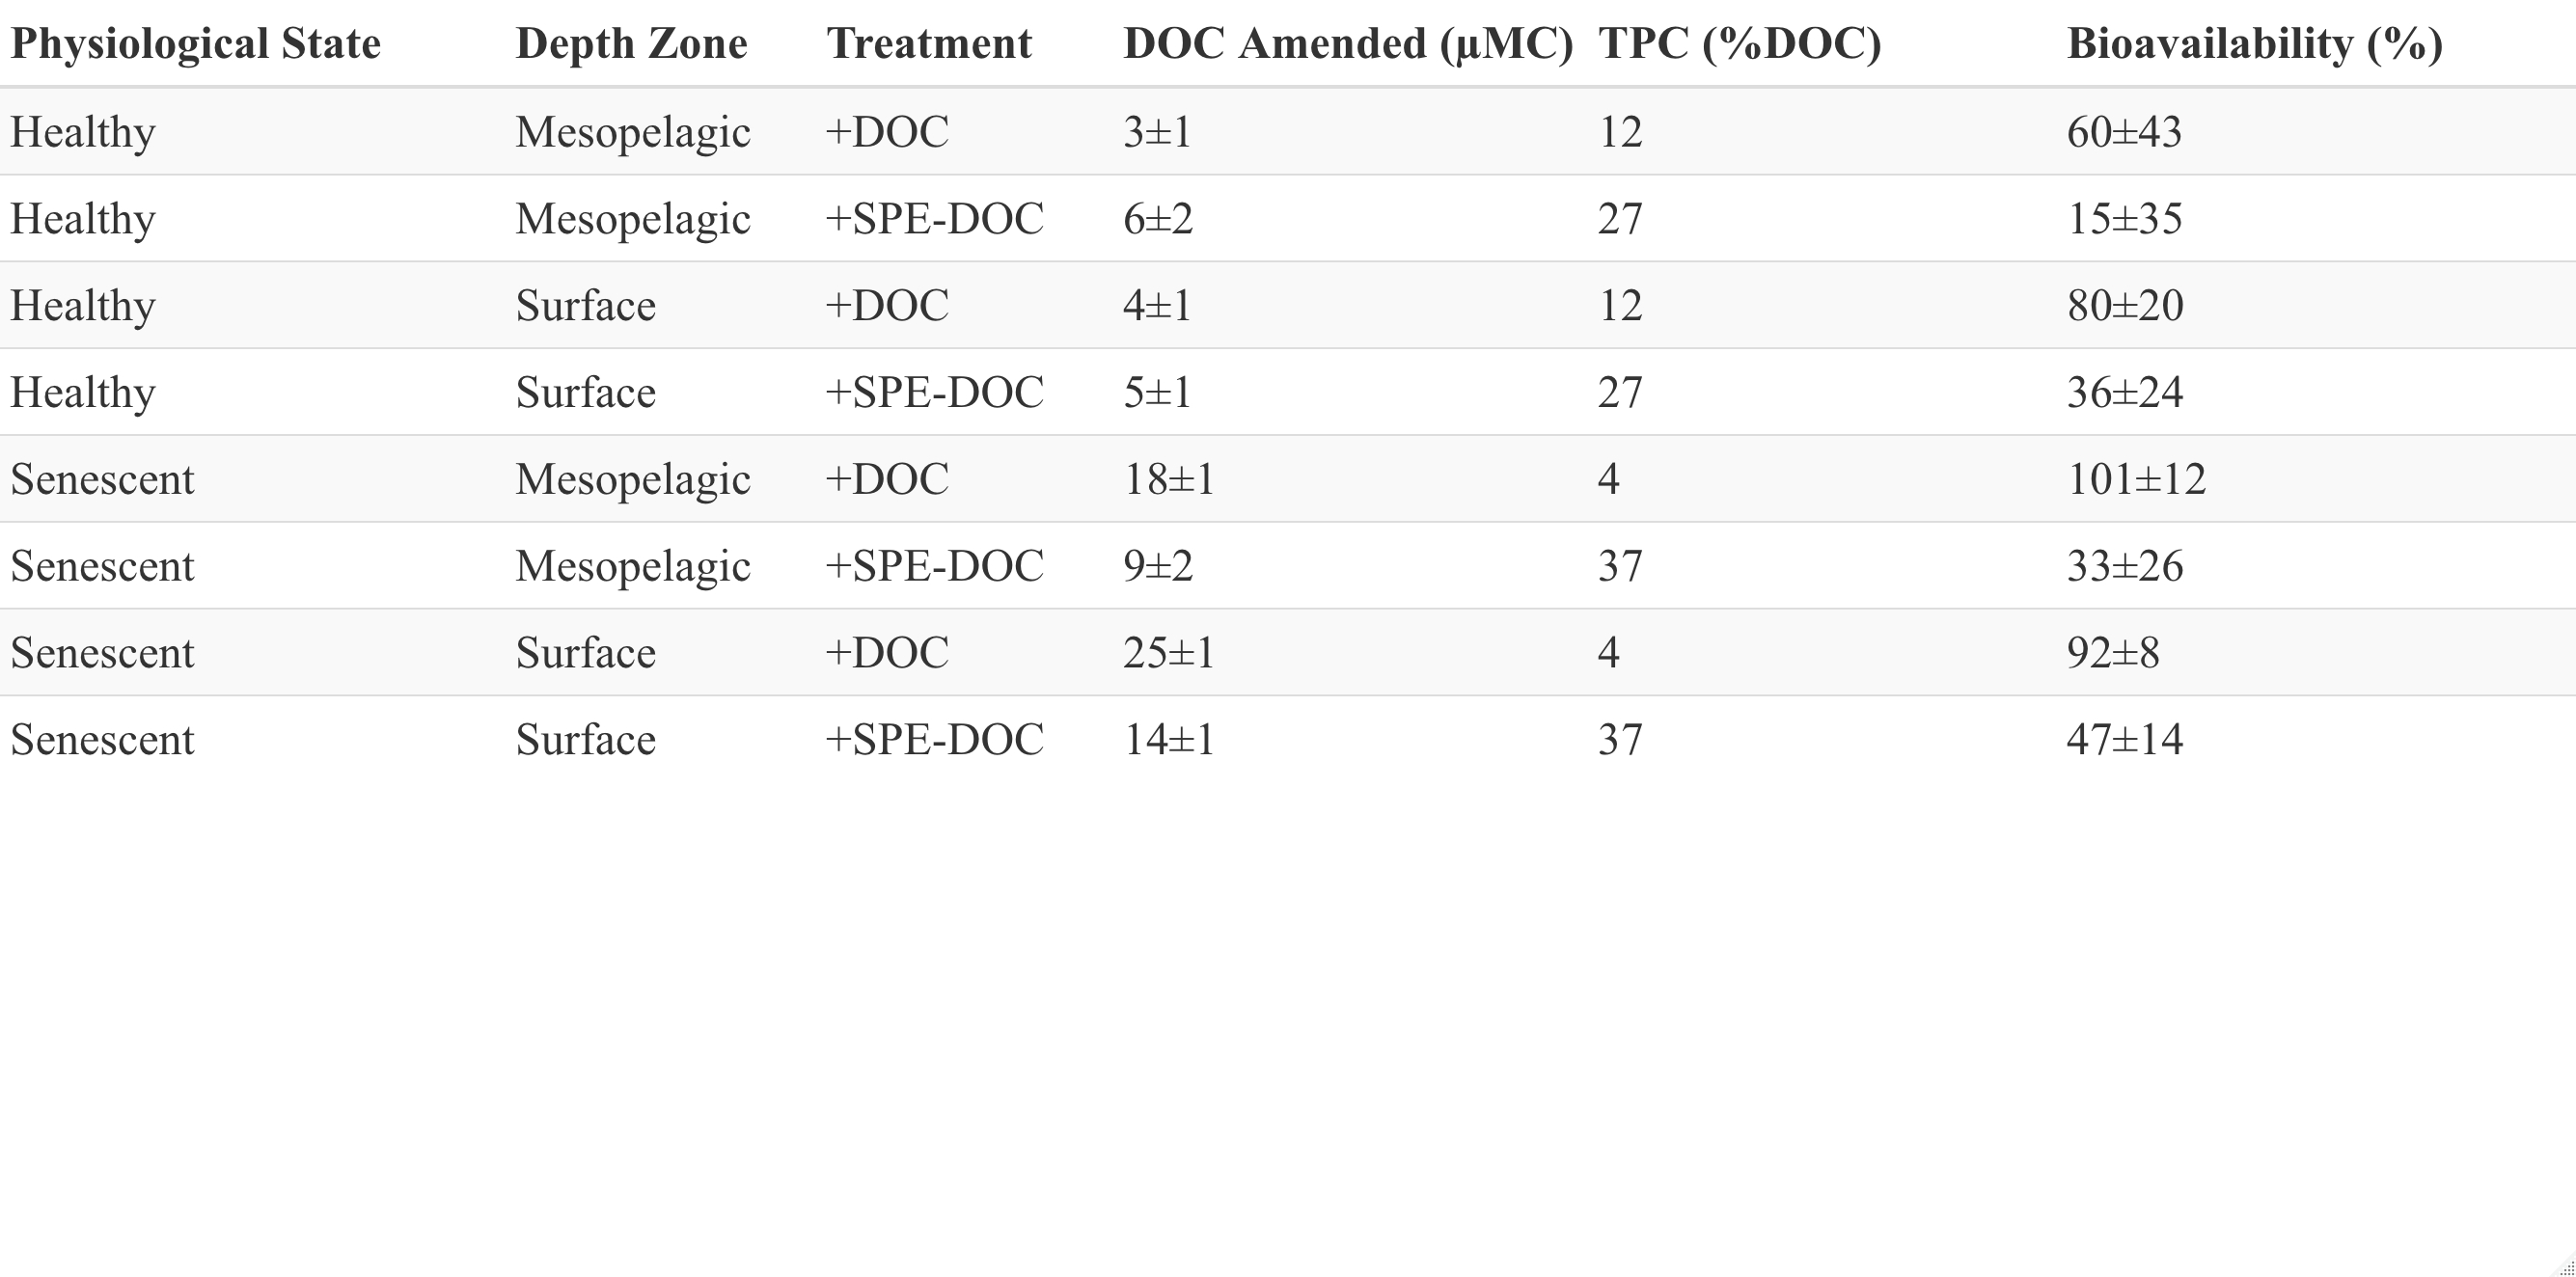 Physiological State Depth Zone Treatment DOC Amended (µMC) TPC (%DOC) Bioavailability (%)
Healthy Mesopelagic +DOC 3±1 12 60±43
Healthy Mesopelagic +SPE-DOC 6±2 27 15±35
Healthy Surface +DOC 4±1 12 80±20
Healthy Surface +SPE-DOC 5±1 27 36±24
Senescent Mesopelagic +DOC 18±1 4 101±12
Senescent Mesopelagic +SPE-DOC 9±2 37 33±26
Senescent Surface +DOC 25±1 4 92±8
Senescent Surface +SPE-DOC 14±1 37 47±14